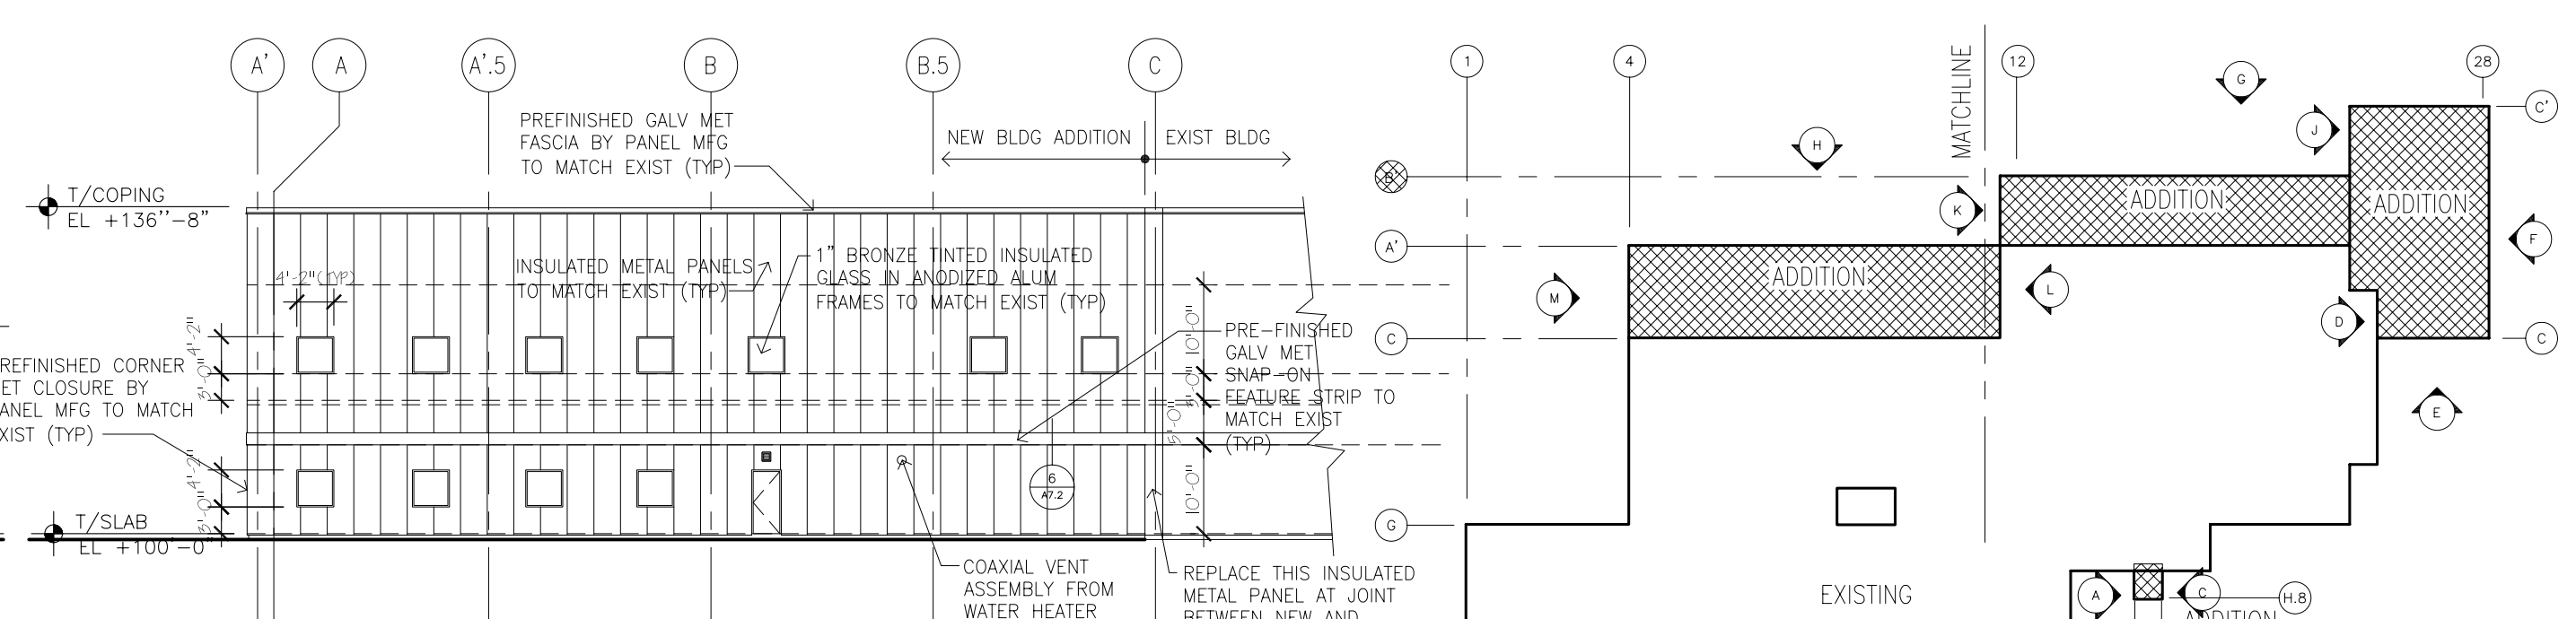 A'
A
A'.5
B
B.5
C
PREFINISHED GALV MET
FASCIA BY PANEL MFG
TO MATCH EXIST (TYP)
NEW BLDG ADDITION
EXIST BLDG
T/COPING
EL +136''-8"
4'-2"(TYP)
INSULATED METAL PANELS
TO MATCH EXIST (TYP)
1" BRONZE TINTED INSULATED
GLASS IN ANODIZED ALUM
FRAMES TO MATCH EXIST (TYP)
4'-2"
3'-0"
REFINISHED CORNER
ET CLOSURE BY
ANEL MFG TO MATCH
XIST (TYP)
4'-2"
3'-0"
T/SLAB
EL +100'-0"
10'-0"
3'-0"
5'-0"
10'-0"
PRE-FINISHED
GALV MET
SNAP-ON
FEATURE STRIP TO
MATCH EXIST
(TYP)
6
A7.2
COAXIAL VENT
ASSEMBLY FROM
WATER HEATER
REPLACE THIS INSULATED
METAL PANEL AT JOINT
BETWEEN NEW AND
1
4
MATCHLINE
12
28
G
C'
J
H
B'
K
ADDITION
ADDITION
F
A'
ADDITION
M
L
D
C
C
E
G
EXISTING
A
C
H.8
ADDITION